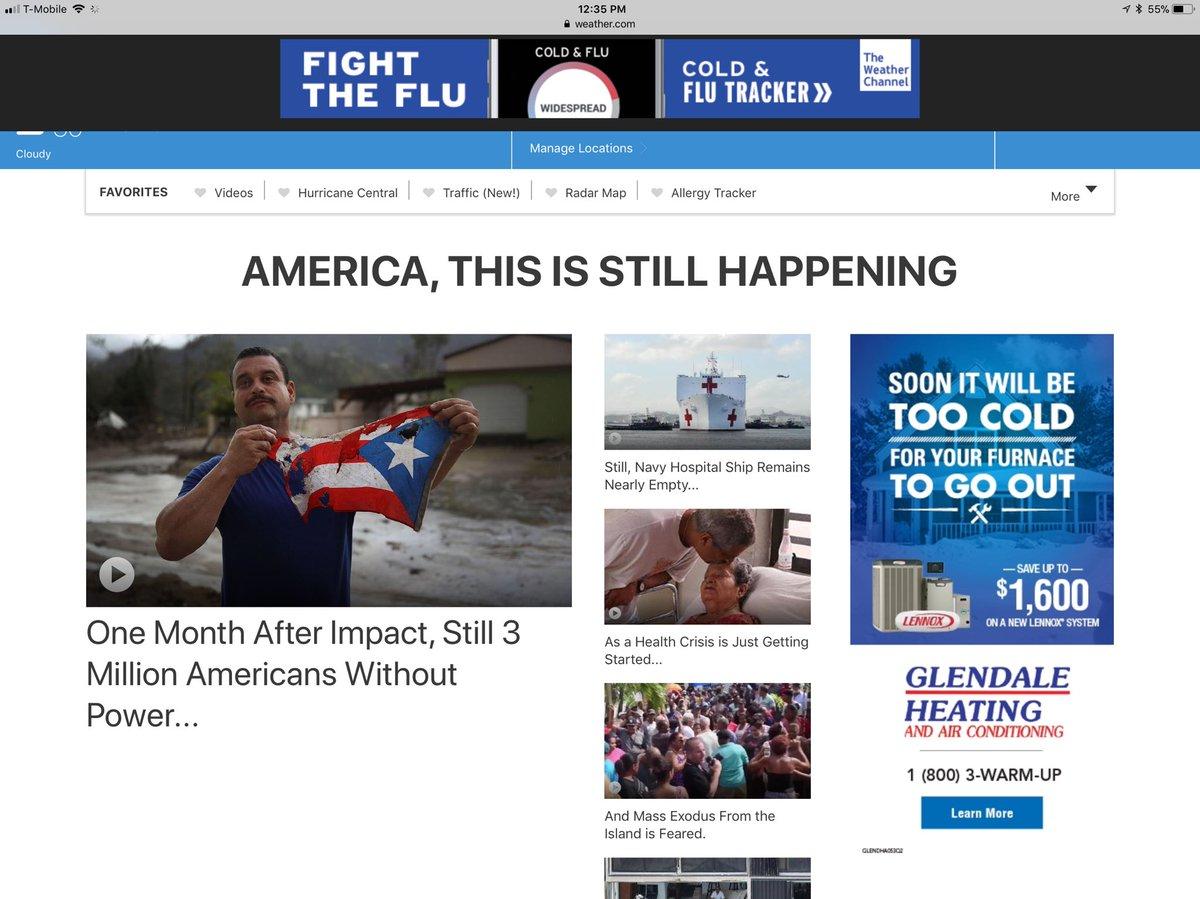 T-Mobile
12:35 PM
55%
weather.com
FIGHT
THE FLU
COLD & FLU
WIDESPREAD
COLD &
FLU TRACKER
The
Weather
Channel
Cloudy
Manage Locations
FAVORITES
Videos
Hurricane Central
Traffic (New!)
Radar Map
Allergy Tracker
More
AMERICA, THIS IS STILL HAPPENING
One Month After Impact, Still 3
Million Americans Without
Power...
Still, Navy Hospital Ship Remains
Nearly Empty...
As a Health Crisis is Just Getting
Started...
And Mass Exodus From the
Island is Feared.
SOON IT WILL BE
TOO COLD
FOR YOUR FURNACE
TO GO OUT
— SAVE UP TO —
$1,600
ON A NEW LENNOX® SYSTEM
LENNOX
GLENDALE
HEATING
AND AIR CONDITIONING
1 (800) 3-WARM-UP
Learn More